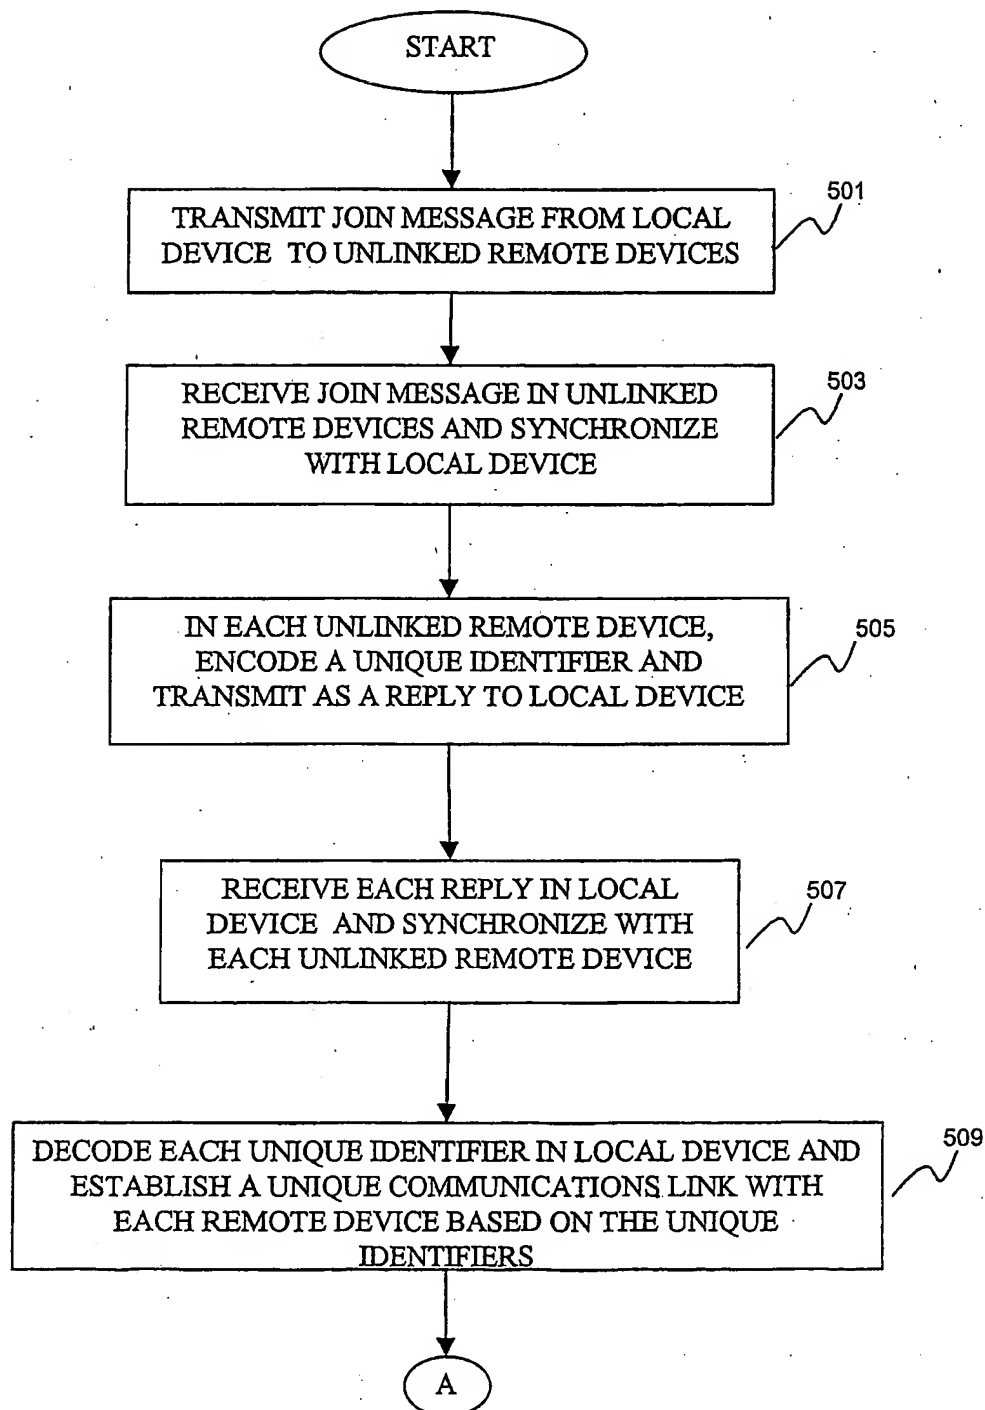 START
501
TRANSMIT JOIN MESSAGE FROM LOCAL
DEVICE TO UNLINKED REMOTE DEVICES
503
RECEIVE JOIN MESSAGE IN UNLINKED
REMOTE DEVICES AND SYNCHRONIZE
WITH LOCAL DEVICE
505
IN EACH UNLINKED REMOTE DEVICE,
ENCODE A UNIQUE IDENTIFIER AND
TRANSMIT AS A REPLY TO LOCAL DEVICE
507
RECEIVE EACH REPLY IN LOCAL
DEVICE AND SYNCHRONIZE WITH
EACH UNLINKED REMOTE DEVICE
509
DECODE EACH UNIQUE IDENTIFIER IN LOCAL DEVICE AND
ESTABLISH A UNIQUE COMMUNICATIONS LINK WITH
EACH REMOTE DEVICE BASED ON THE UNIQUE
IDENTIFIERS
A